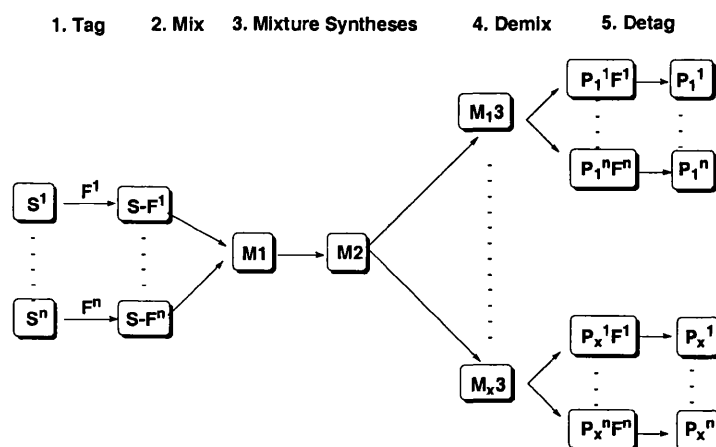 1. Tag 2. Mix 3. Mixture Syntheses 4. Demix 5. Detag
P₁¹F¹ P₁¹
M₁3
P₁ⁿFⁿ P₁ⁿ
S¹ F¹ S-F¹
M1 M2
Sⁿ Fⁿ S-Fⁿ
Pₓ¹F¹ Pₓ¹
Mₓ3
PₓⁿFⁿ Pₓⁿ